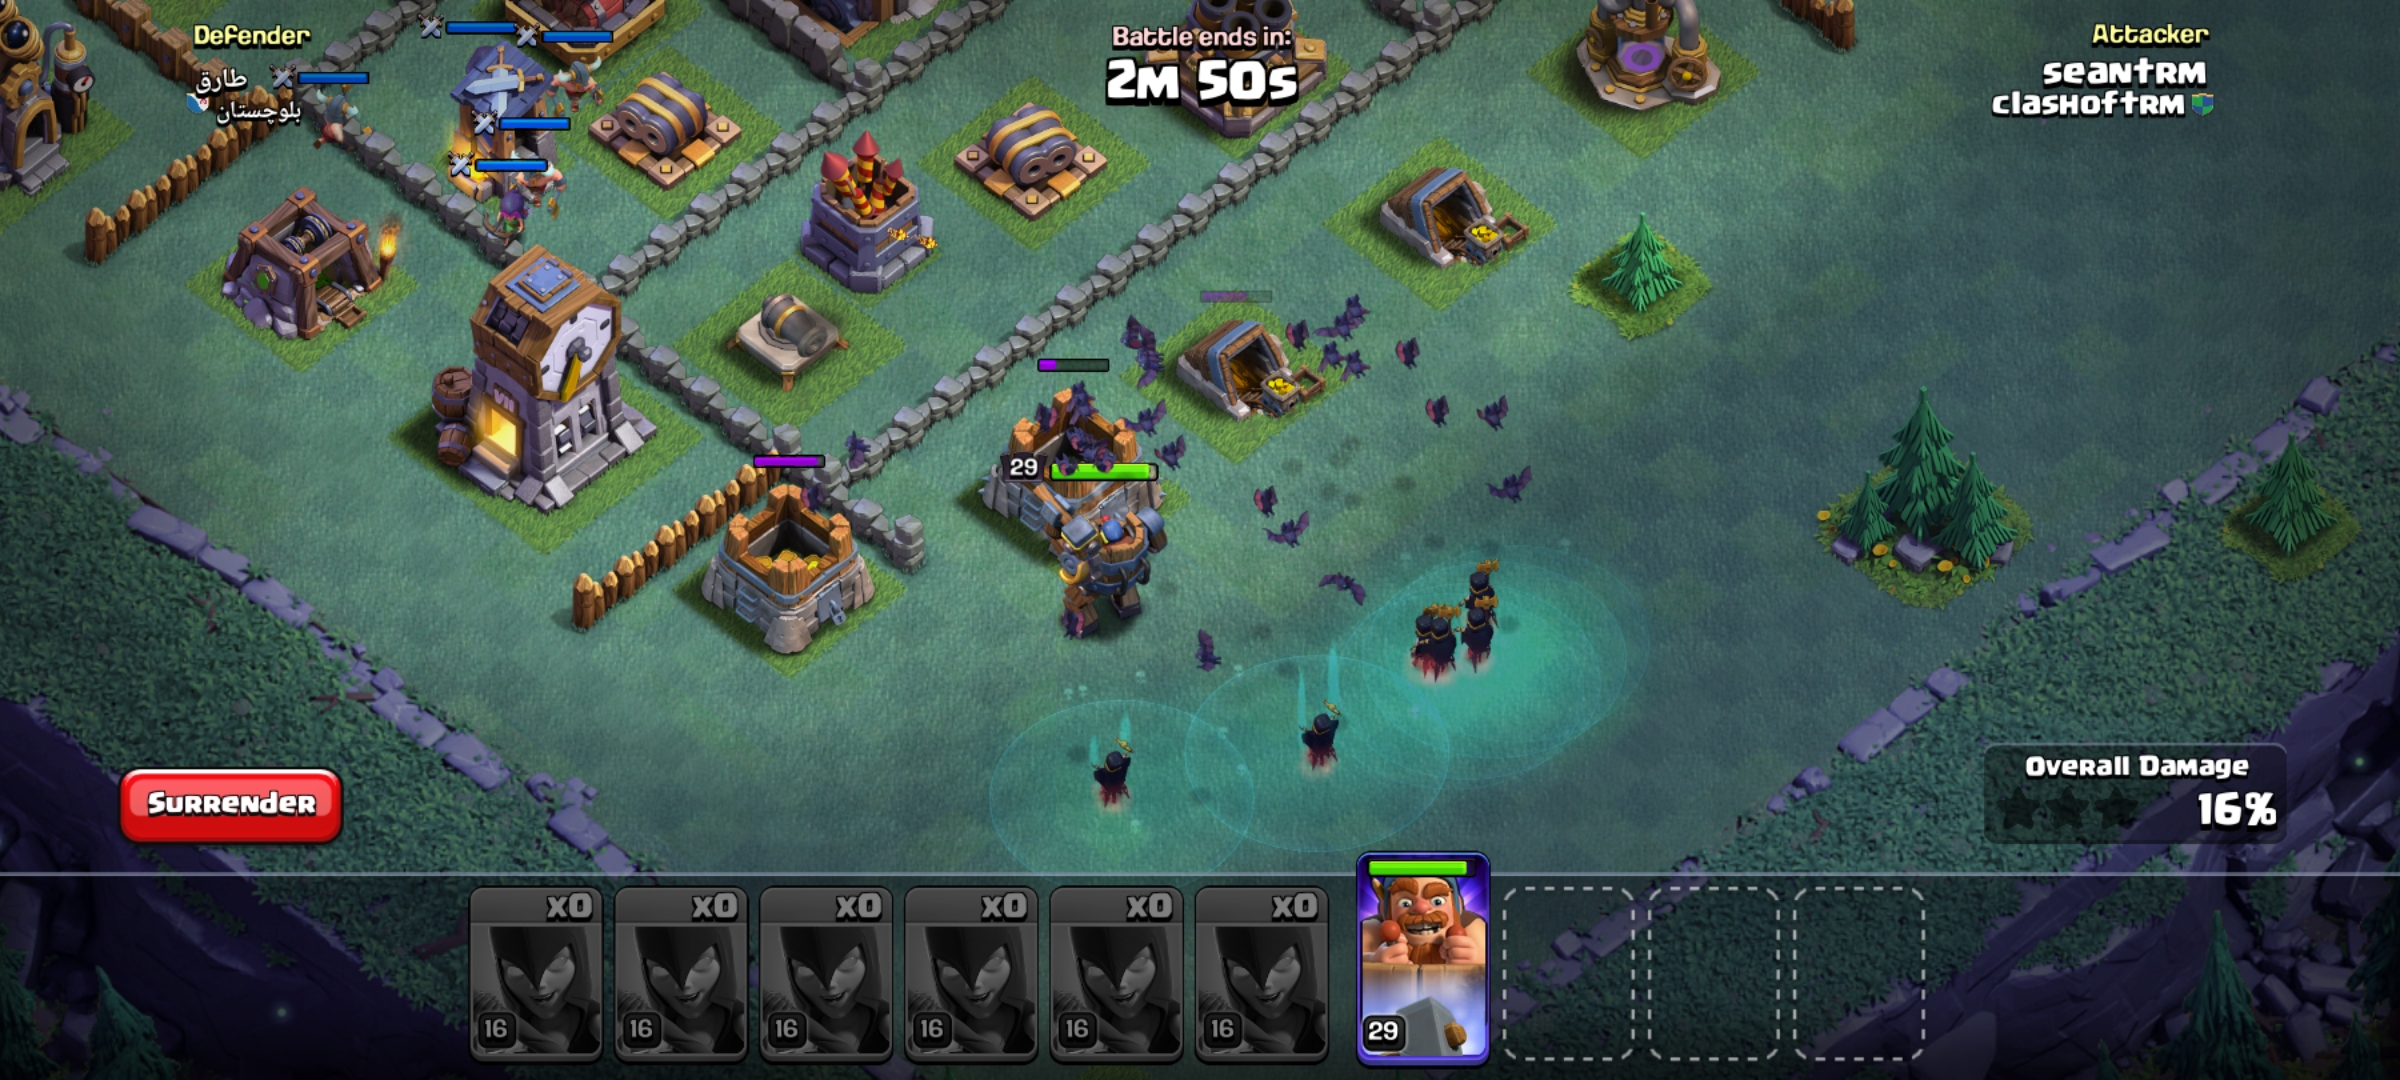 Defender
طارق
بلوچستان
Battle ends in:
2M 50s
Attacker
seantrm
clashoftrm
29
VII
Surrender
Overall Damage
16%
x0
x0
x0
x0
x0
x0
16
16
16
16
16
16
29